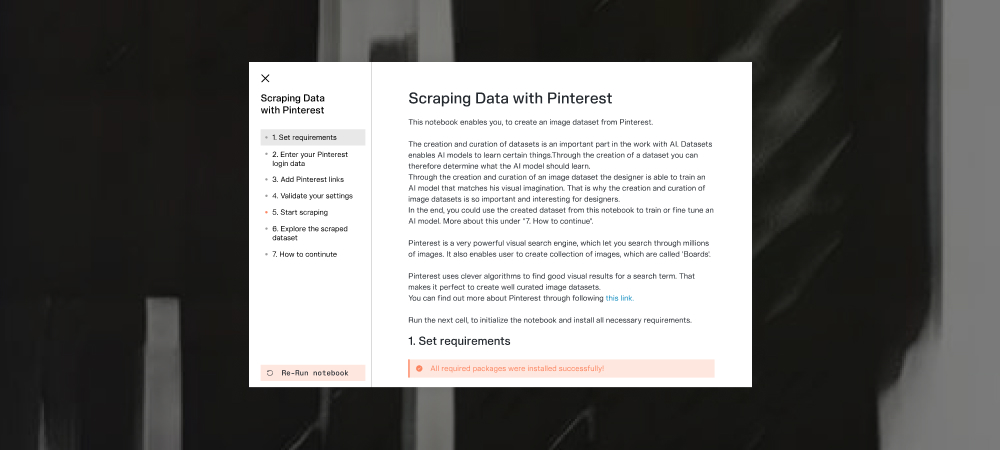 Scraping Data
with Pinterest
1. Set requirements
2. Enter your Pinterest
login data
3. Add Pinterest links
4. Validate your settings
5. Start scraping
6. Explore the scraped
dataset
7. How to continute
Re-Run notebook
Scraping Data with Pinterest
This notebook enables you, to create an image dataset from Pinterest.
The creation and curation of datasets is an important part in the work with AI. Datasets
enables AI models to learn certain things.Through the creation of a dataset you can
therefore determine what the AI model should learn.
Through the creation and curation of an image dataset the designer is able to train an
AI model that matches his visual imagination. That is why the creation and curation of
image datasets is so important and interesting for designers.
In the end, you could use the created dataset from this notebook to train or fine tune an
AI model. More about this under "7. How to continue".
Pinterest is a very powerful visual search engine, which let you search through millions
of images. It also enables user to create collection of images, which are called 'Boards'.
Pinterest uses clever algorithms to find good visual results for a search term. That
makes it perfect to create well curated image datasets.
You can find out more about Pinterest through following this link.
Run the next cell, to initialize the notebook and install all necessary requirements.
1. Set requirements
All required packages were installed successfully!